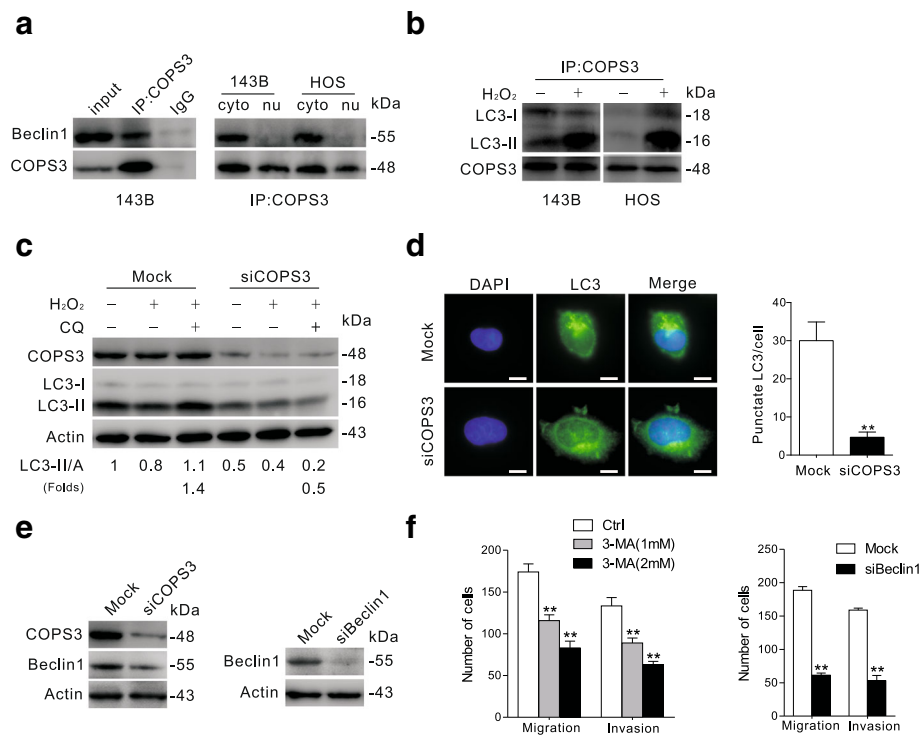 a
input IP:COPS3 IgG
Beclin1
COPS3
143B
143B HOS
cyto nu cyto nu kDa
-55
-48
IP:COPS3
b
IP:COPS3
H₂O₂ – + – + kDa
LC3-I -18
LC3-II -16
COPS3 -48
143B HOS
c
Mock siCOPS3
H₂O₂ – + + – + +
CQ + + kDa
COPS3 -48
LC3-I -18
LC3-II -16
Actin -43
LC3-II/A 1 0.8 1.1 0.5 0.4 0.2
(Folds) 1.4 0.5
d
DAPI LC3 Merge
Mock
siCOPS3
Punctate LC3/cell
40
30
20
10
0
**
Mock siCOPS3
e
Mock siCOPS3 kDa
COPS3 -48
Beclin1 -55
Actin -43
Mock siBeclin1 kDa
Beclin1 -55
Actin -43
f
Ctrl
3-MA(1mM)
3-MA(2mM)
Number of cells
200
150
100
50
0
** ** ** **
Migration Invasion
Mock
siBeclin1
Number of cells
250
200
150
100
50
0
** **
Migration Invasion